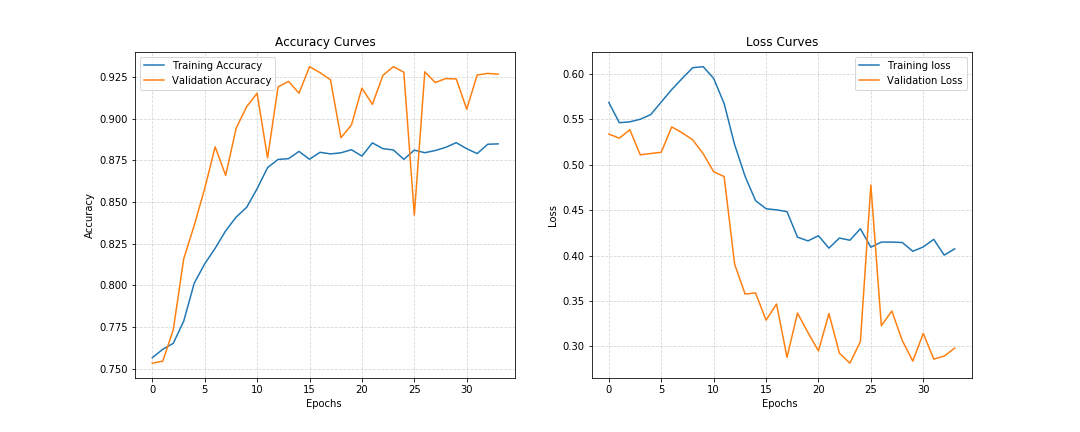 Accuracy Curves
Training Accuracy
Validation Accuracy
0.925
0.900
0.875
0.850
0.825
0.800
0.775
0.750
Accuracy
0 5 10 15 20 25 30
Epochs
Loss Curves
Training loss
Validation Loss
0.60
0.55
0.50
0.45
0.40
0.35
0.30
Loss
0 5 10 15 20 25 30
Epochs